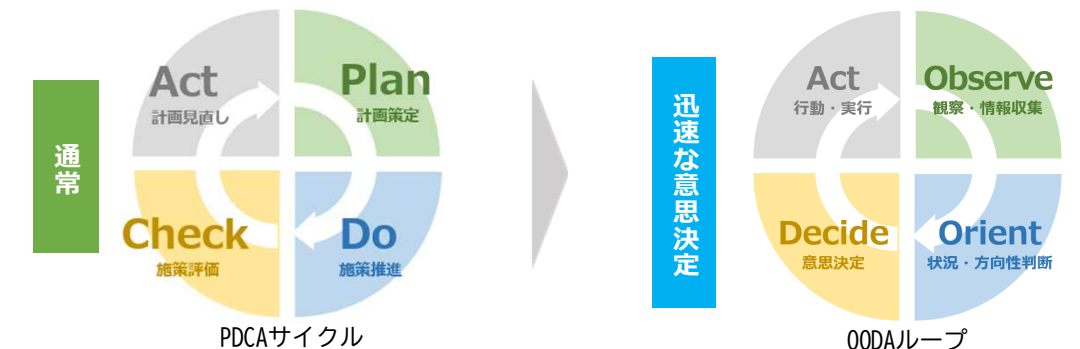 通常
Act
計画見直し
Plan
計画策定
Check
施策評価
Do
施策推進
PDCAサイクル
迅速な意思決定
Act
行動・実行
Observe
観察・情報収集
Decide
意思決定
Orient
状況・方向性判断
OODAループ